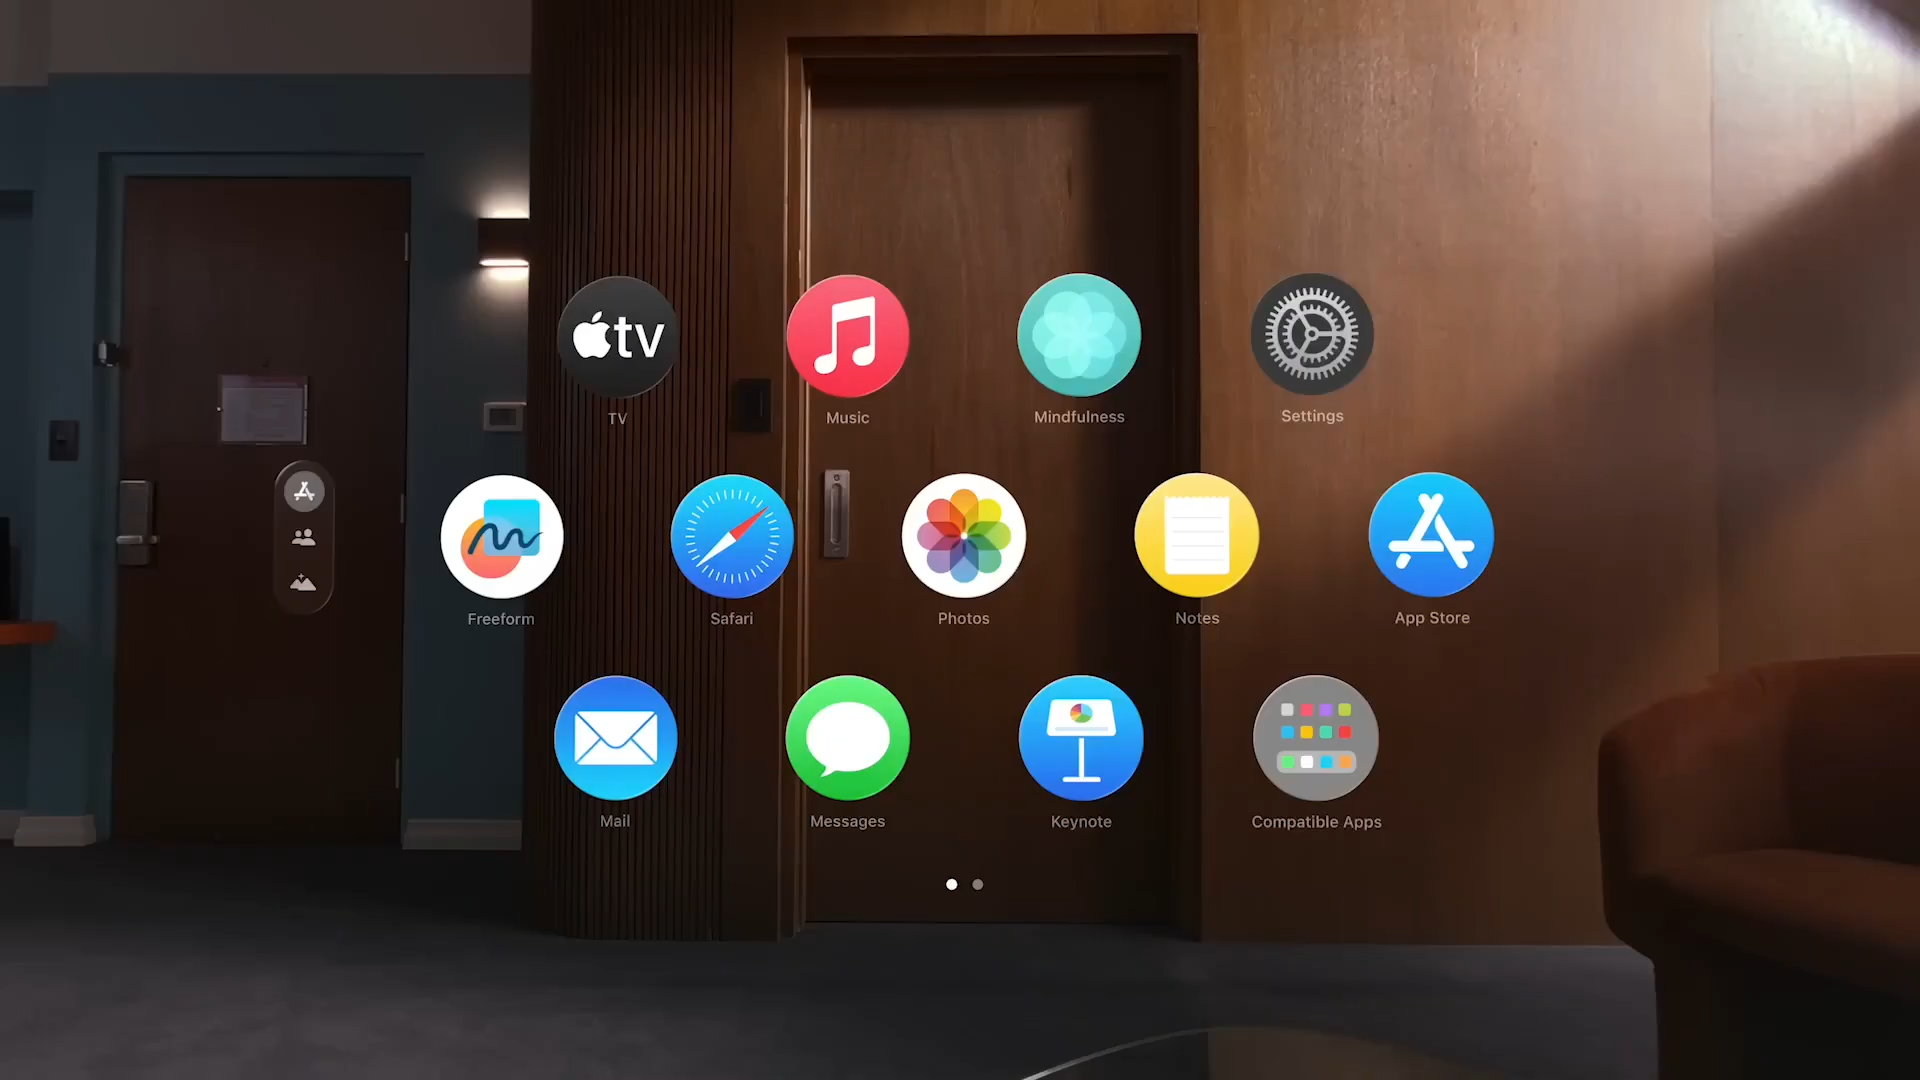 tv
TV
Music
Mindfulness
Settings
Freeform
Safari
Photos
Notes
App Store
Mail
Messages
Keynote
Compatible Apps